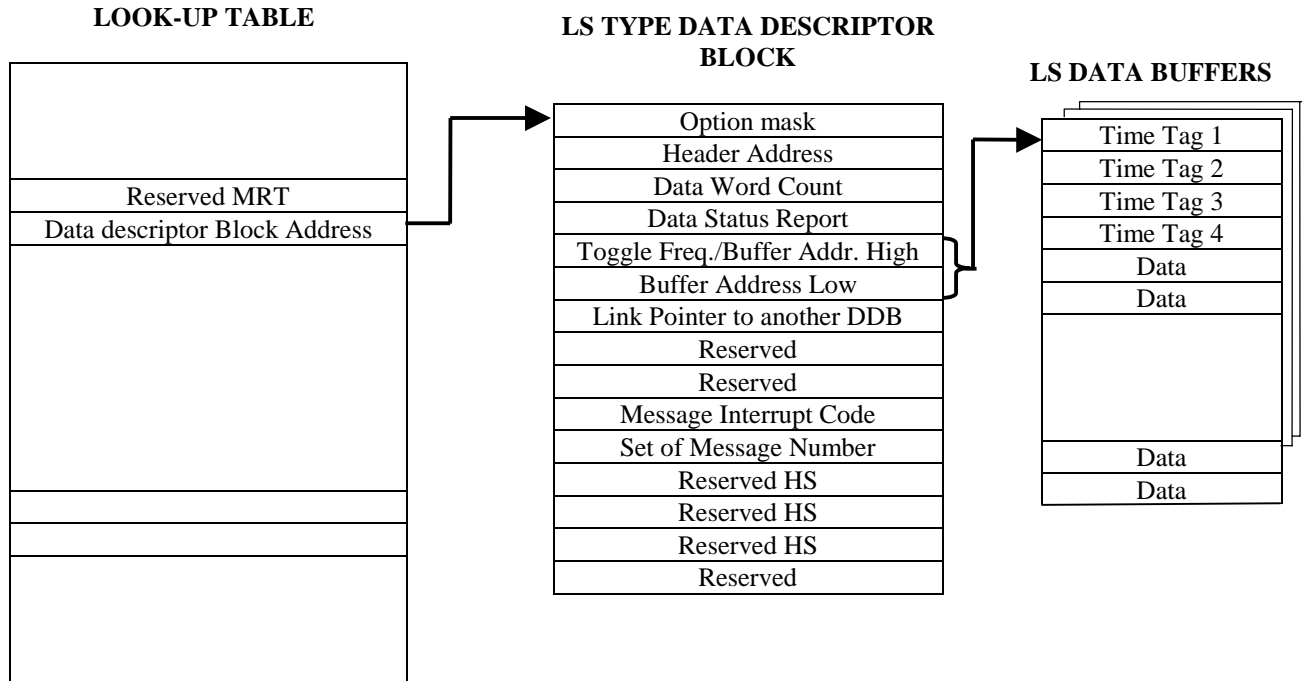 LOOK-UP TABLE
Reserved MRT
Data descriptor Block Address
LS TYPE DATA DESCRIPTOR
BLOCK
Option mask
Header Address
Data Word Count
Data Status Report
Toggle Freq./Buffer Addr. High
Buffer Address Low
Link Pointer to another DDB
Reserved
Reserved
Message Interrupt Code
Set of Message Number
Reserved HS
Reserved HS
Reserved HS
Reserved
LS DATA BUFFERS
Time Tag 1
Time Tag 2
Time Tag 3
Time Tag 4
Data
Data
Data
Data